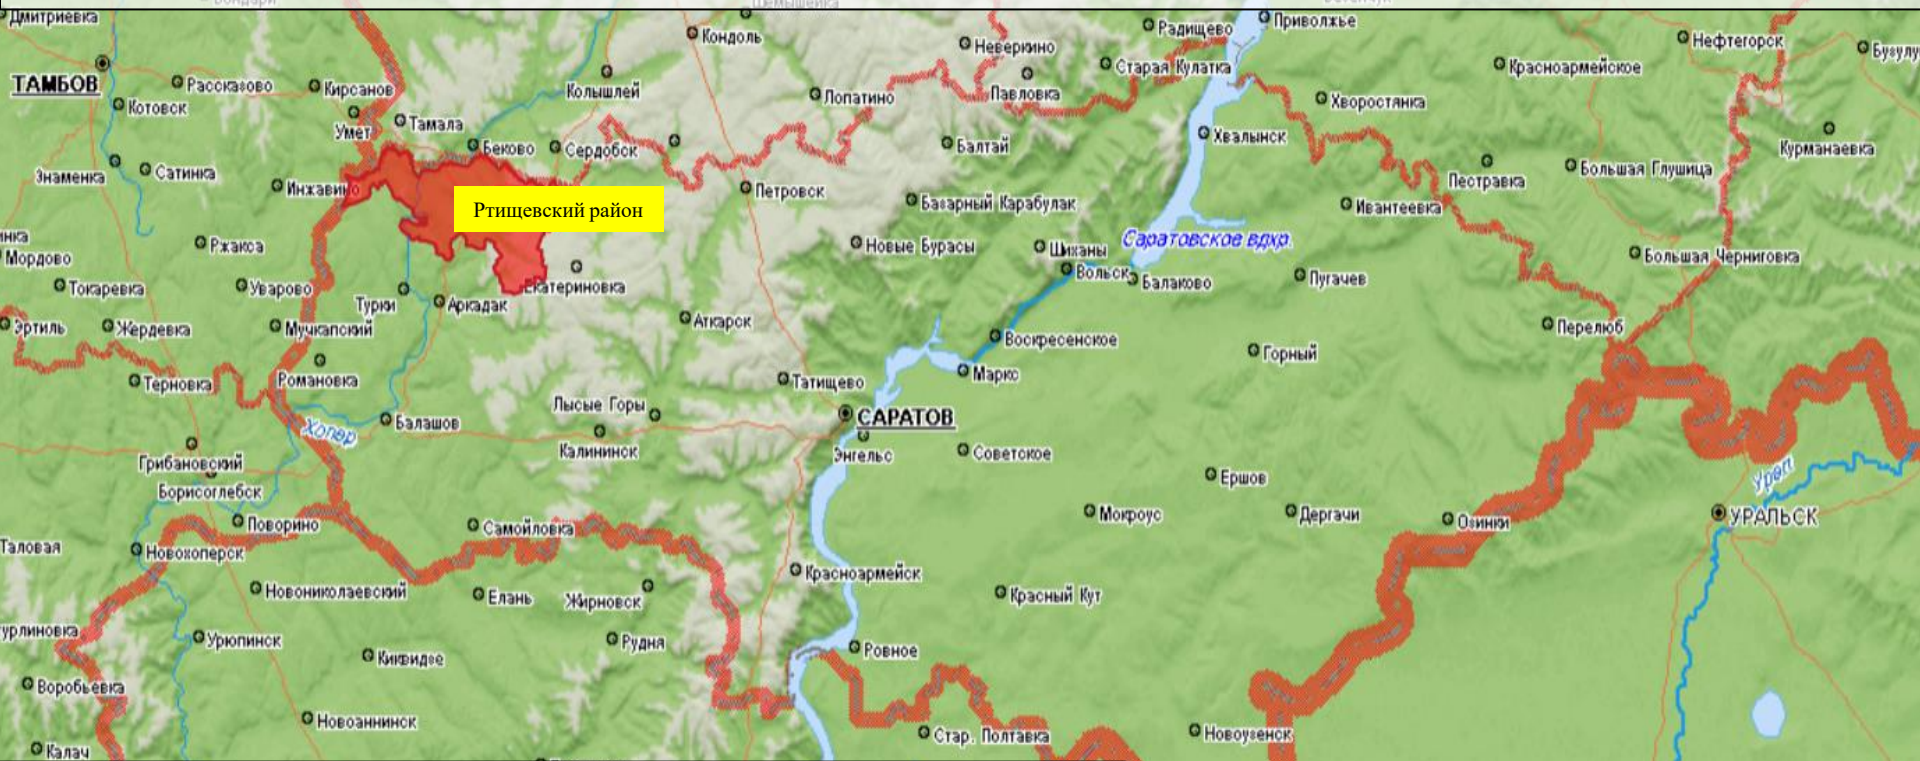 Дмитриевка
Кондоль
Неверкино
Радищево
Приволжье
Нефтегорск
Бузулу
ТАМБОВ
Рассказово
Кирсанов
Колышлей
Лопатино
Павловка
Старая Кулатка
Красноармейское
Хворостянка
Котовск
Умет
Тамала
Беково
Сердобск
Балтай
Хвалынск
Курманаевка
Знаменка
Сатинка
Инжавино
Петровск
Пестравка
Большая Глушица
Ртищевский район
Базарный Карабулак
Ивантеевка
инка
Мордово
Ржакса
Новые Бурасы
Шиханы
Саратовское вдхр.
Большая Черниговка
Вольск
Балаково
Пугачев
Токаревка
Уварово
Турки
Аркадак
Екатериновка
Эртиль
Жердевка
Мучкапский
Аткарск
Воскресенское
Перелюб
Горный
Терновка
Романовка
Татищево
Маркс
Лысые Горы
САРАТОВ
Хопер
Балашов
Калининск
Энгельс
Советское
Грибановский
Борисоглебск
Ершов
Урал
Поворино
Самойловка
Мокроус
Дергачи
Озинки
УРАЛЬСК
Таловая
Новохоперск
Красноармейск
Новониколаевский
Елань
Жирновск
Красный Кут
урлиновка
Урюпинск
Рудня
Ровное
Киквидзе
Воробьевка
Новоаннинск
Стар. Полтавка
Новоузенск
Калач